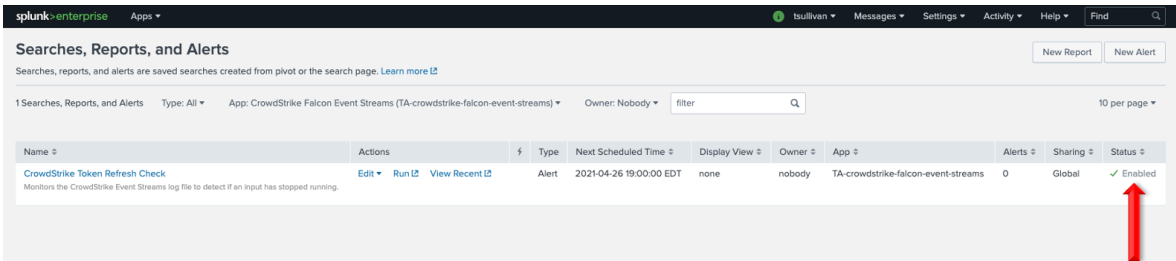 splunk>enterprise Apps
tsullivan Messages Settings Activity Help Find
Searches, Reports, and Alerts
New Report New Alert
Searches, reports, and alerts are saved searches created from pivot or the search page. Learn more
1 Searches, Reports, and Alerts Type: All App: CrowdStrike Falcon Event Streams (TA-crowdstrike-falcon-event-streams) Owner: Nobody filter 10 per page
Name Actions Type Next Scheduled Time Display View Owner App Alerts Sharing Status
CrowdStrike Token Refresh Check Edit Run View Recent Alert 2021-04-26 19:00:00 EDT none nobody TA-crowdstrike-falcon-event-streams 0 Global Enabled
Monitors the CrowdStrike Event Streams log file to detect if an input has stopped running.